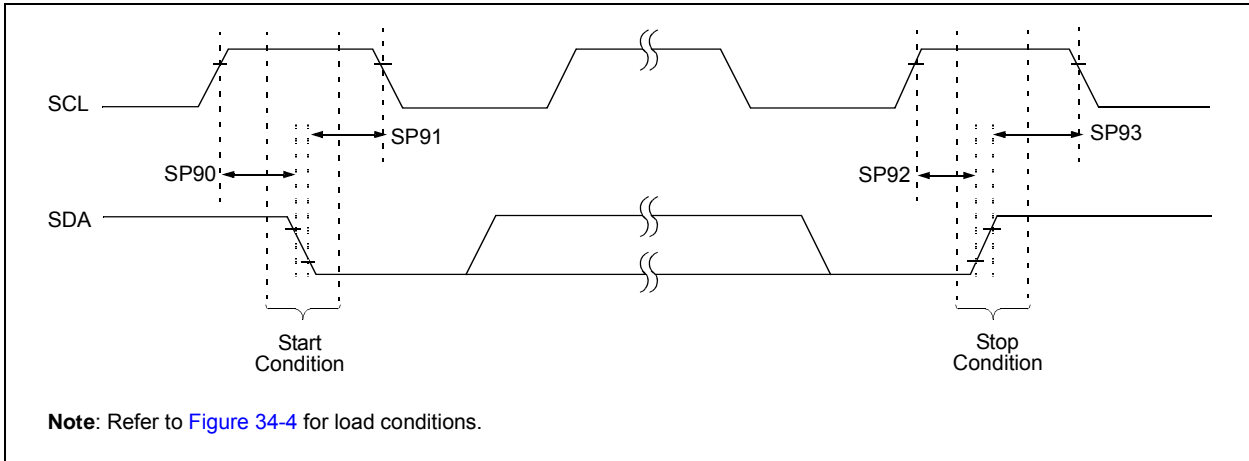 SCL
SP91
SP93
SP90
SP92
SDA
Start
Condition
Stop
Condition
Note: Refer to Figure 34-4 for load conditions.